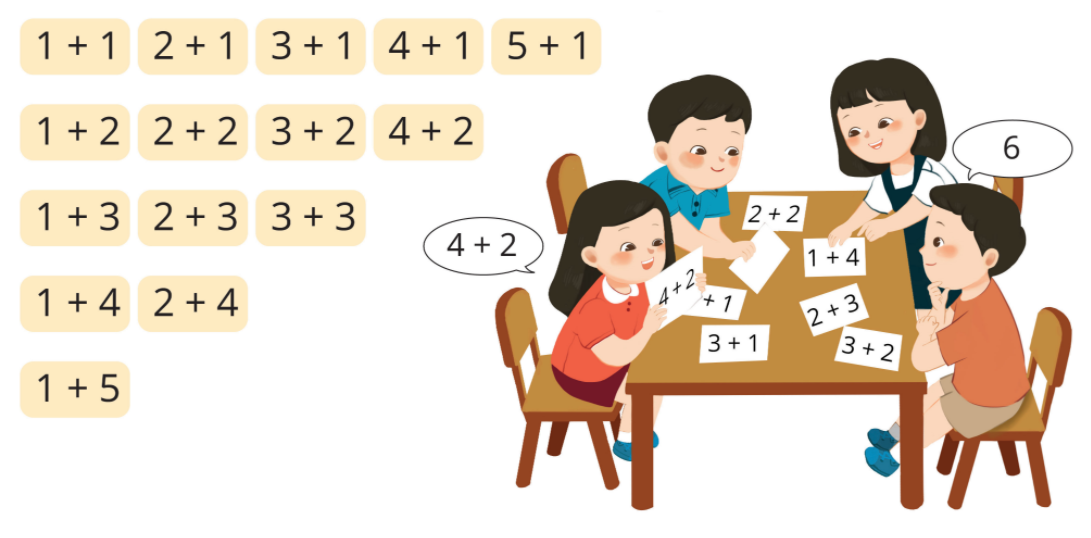 1 + 1 2 + 1 3 + 1 4 + 1 5 + 1
1 + 2 2 + 2 3 + 2 4 + 2
1 + 3 2 + 3 3 + 3
1 + 4 2 + 4
1 + 5
6
4 + 2
2 + 2
1 + 4
4 + 2
+ 1
2 + 3
3 + 1
3 + 2